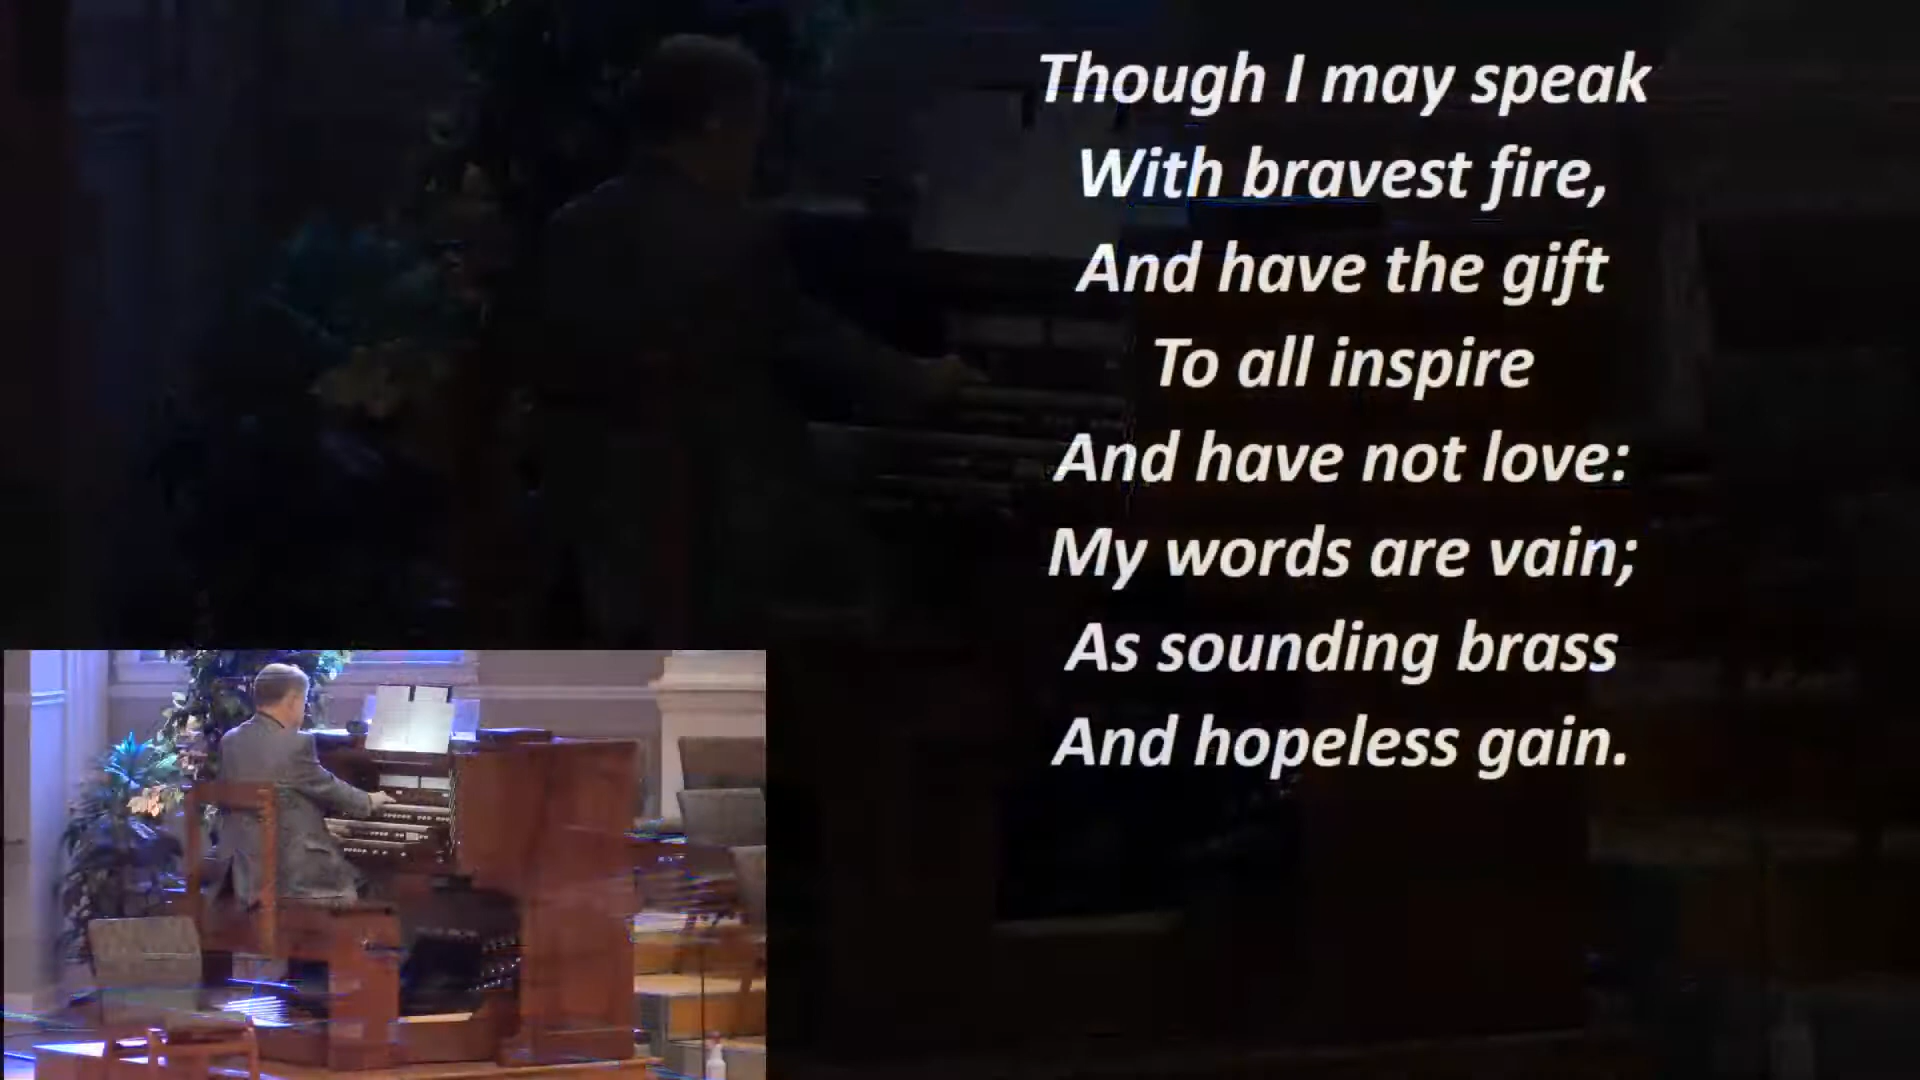 Though I may speak
With bravest fire,
And have the gift
To all inspire
And have not love:
My words are vain;
As sounding brass
And hopeless gain.